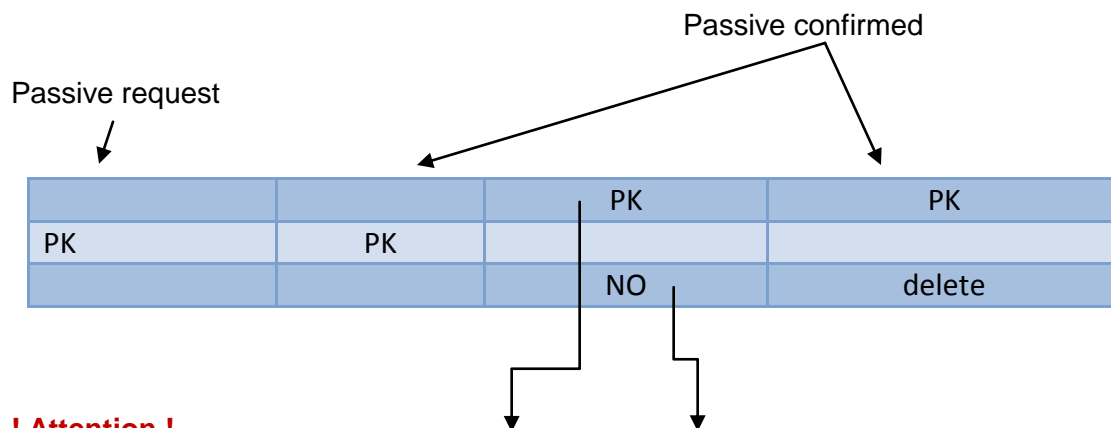 Passive confirmed
Passive request
PK PK
PK PK
NO delete
! Attention !